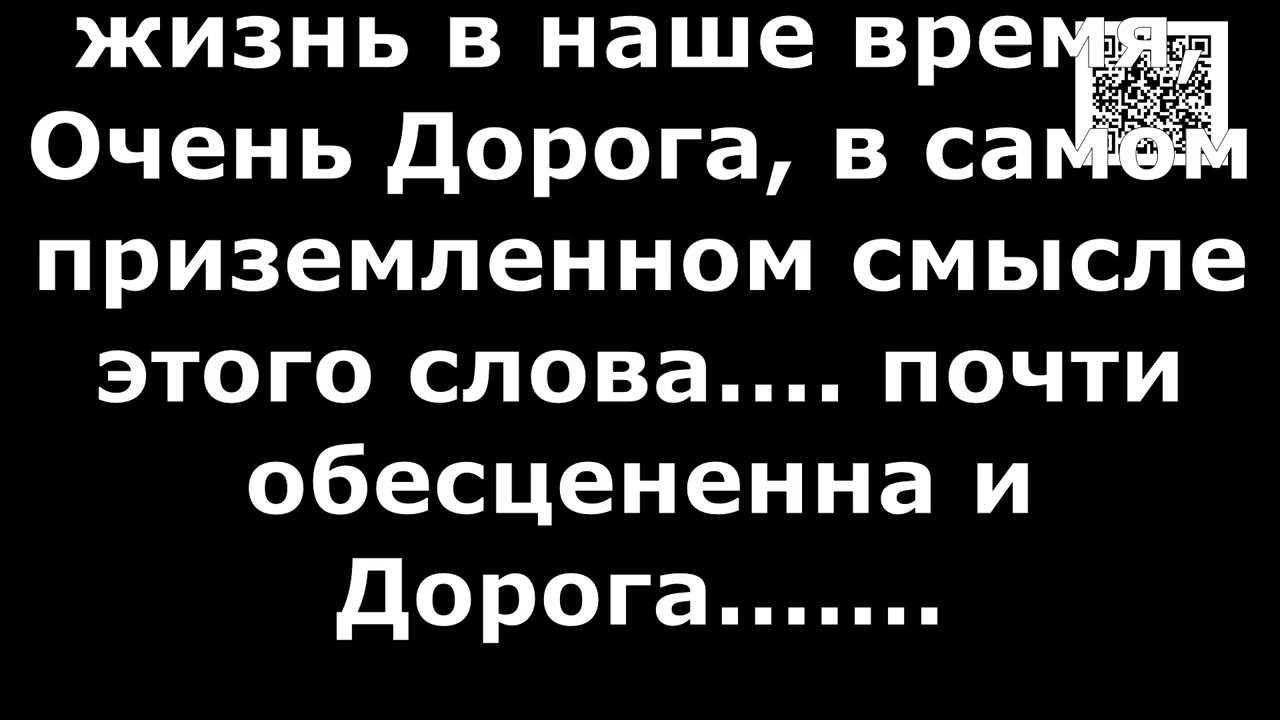 жизнь в наше время,
Очень Дорога, в самом
приземленном смысле
этого слова.... почти
обесцененна и
Дорога.......